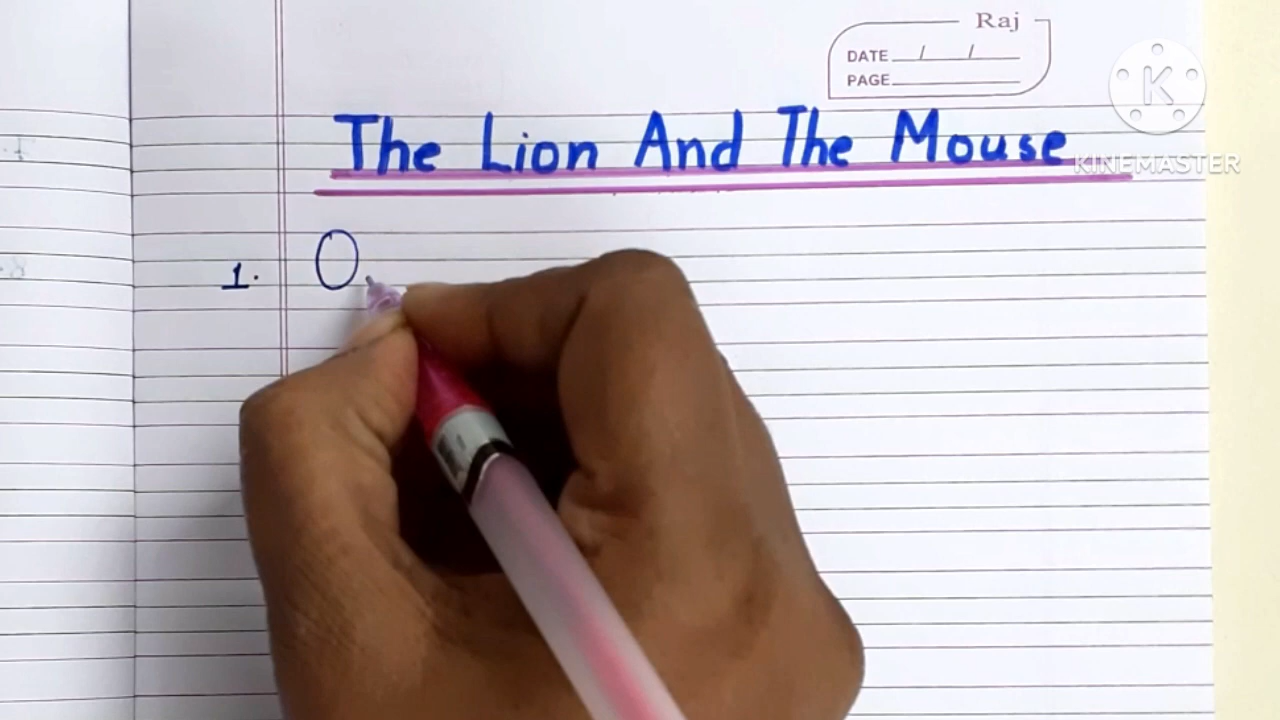 Raj
DATE / /
PAGE
The Lion And The Mouse
KINEMASTER
1. O